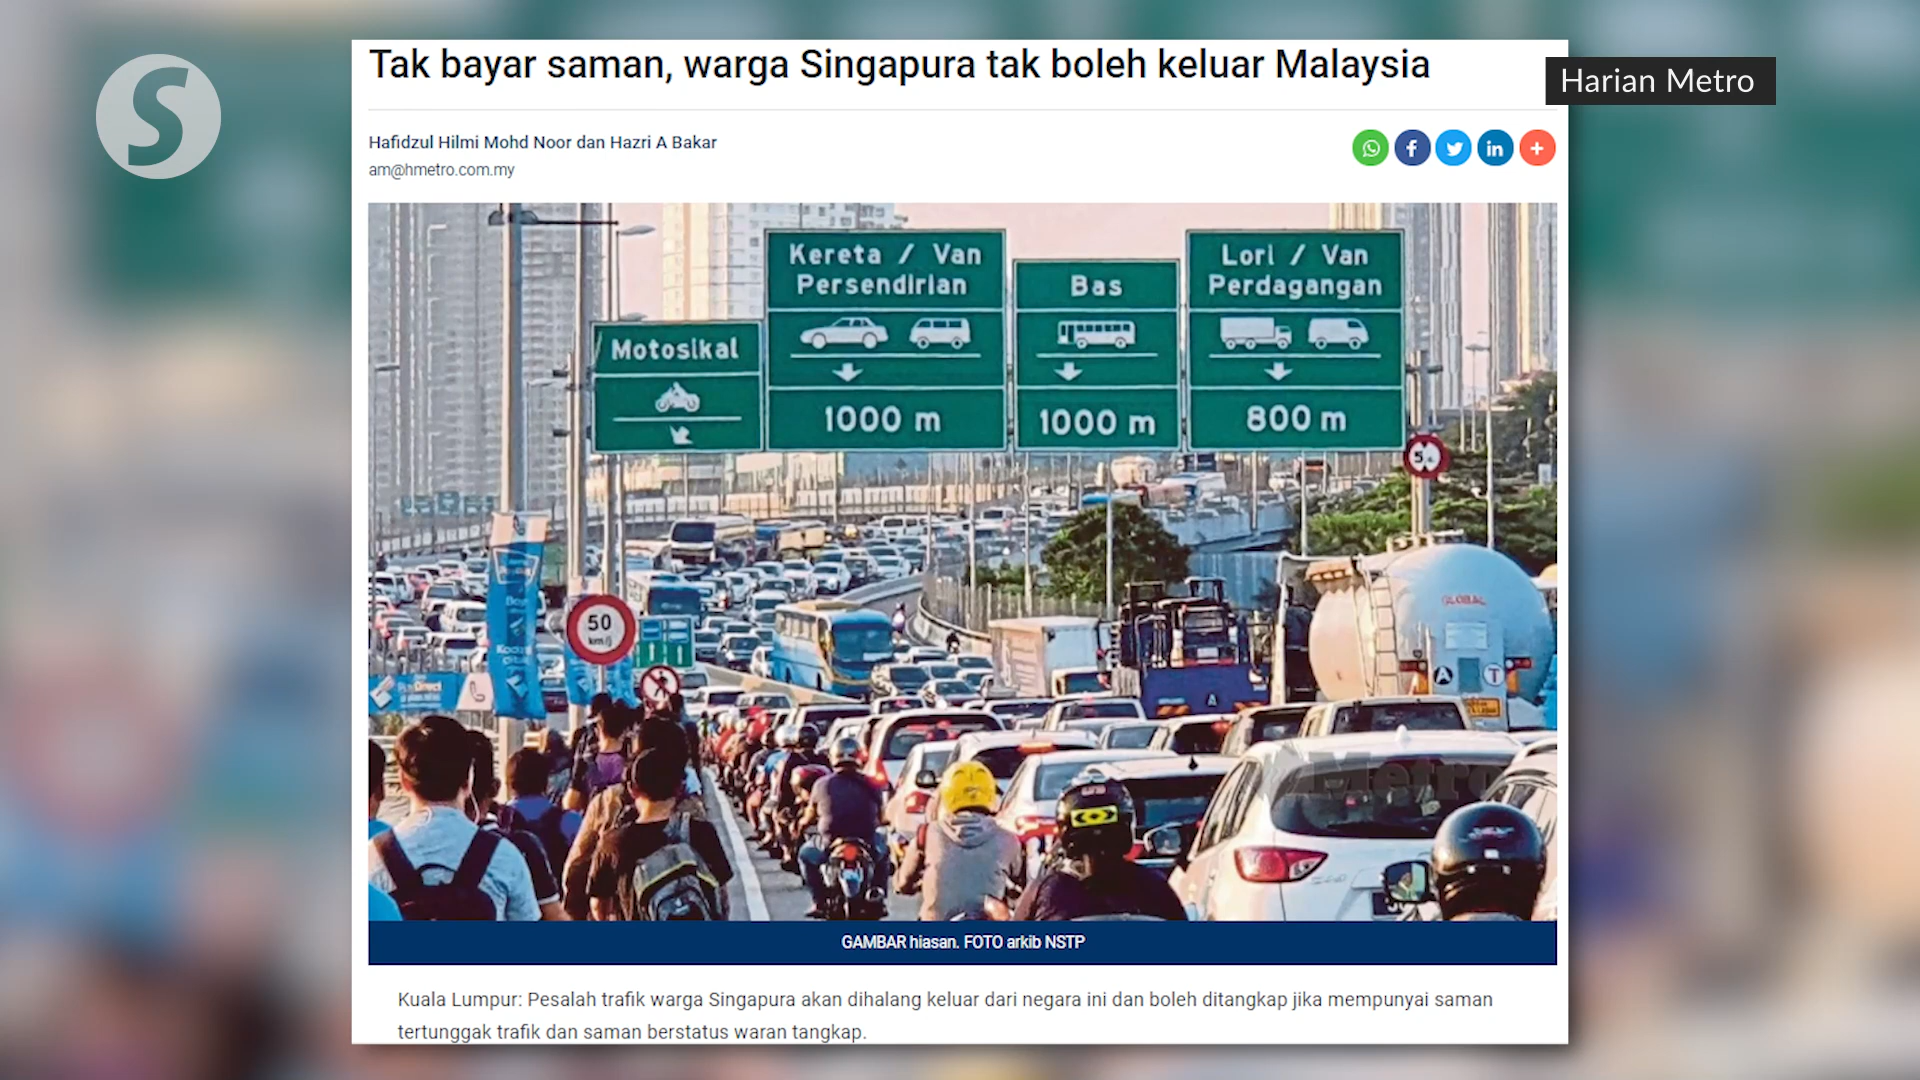 S
Tak bayar saman, warga Singapura tak boleh keluar Malaysia
Harian Metro
Hafidzul Hilmi Mohd Noor dan Hazri A Bakar
am@hmetro.com.my
Kereta / Van
Persendirian
1000 m
Bas
1000 m
Lori / Van
Perdagangan
800 m
Motosikal
50
km/j
GLOBAL
A
T
A
Metro
GAMBAR hiasan. FOTO arkib NSTP
Kuala Lumpur: Pesalah trafik warga Singapura akan dihalang keluar dari negara ini dan boleh ditangkap jika mempunyai saman
tertunggak trafik dan saman berstatus waran tangkap.